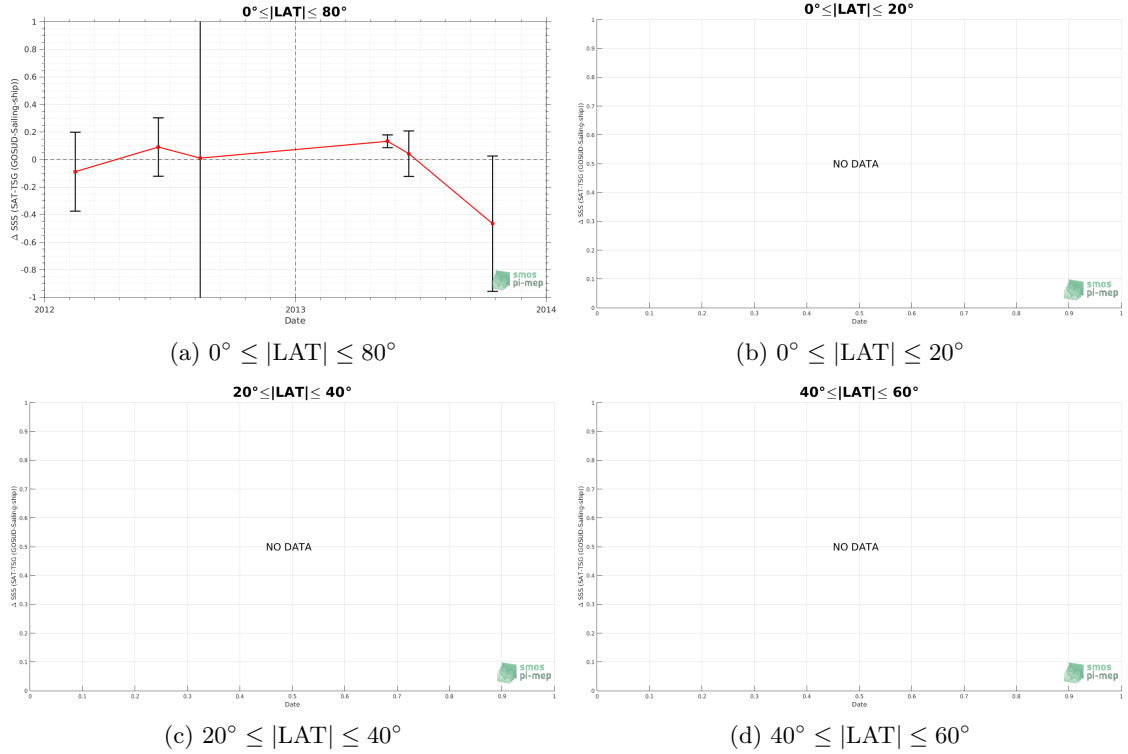 0°≤|LAT|≤ 80°
1
0.8
0.6
0.4
0.2
0
-0.2
-0.4
-0.6
-0.8
-1
Δ SSS (SAT-TSG (GOSUD-Sailing-ship))
2012
2013
2014
Date
smos
pi-mep
(a) 0° ≤ |LAT| ≤ 80°
0°≤|LAT|≤ 20°
1
0.9
0.8
0.7
0.6
0.5
0.4
0.3
0.2
0.1
0
Δ SSS (SAT-TSG (GOSUD-Sailing-ship))
NO DATA
0 0.1 0.2 0.3 0.4 0.5 0.6 0.7 0.8 0.9 1
Date
smos
pi-mep
(b) 0° ≤ |LAT| ≤ 20°
20°≤|LAT|≤ 40°
1
0.9
0.8
0.7
0.6
0.5
0.4
0.3
0.2
0.1
0
Δ SSS (SAT-TSG (GOSUD-Sailing-ship))
NO DATA
0 0.1 0.2 0.3 0.4 0.5 0.6 0.7 0.8 0.9 1
Date
smos
pi-mep
(c) 20° ≤ |LAT| ≤ 40°
40°≤|LAT|≤ 60°
1
0.9
0.8
0.7
0.6
0.5
0.4
0.3
0.2
0.1
0
Δ SSS (SAT-TSG (GOSUD-Sailing-ship))
NO DATA
0 0.1 0.2 0.3 0.4 0.5 0.6 0.7 0.8 0.9 1
Date
smos
pi-mep
(d) 40° ≤ |LAT| ≤ 60°